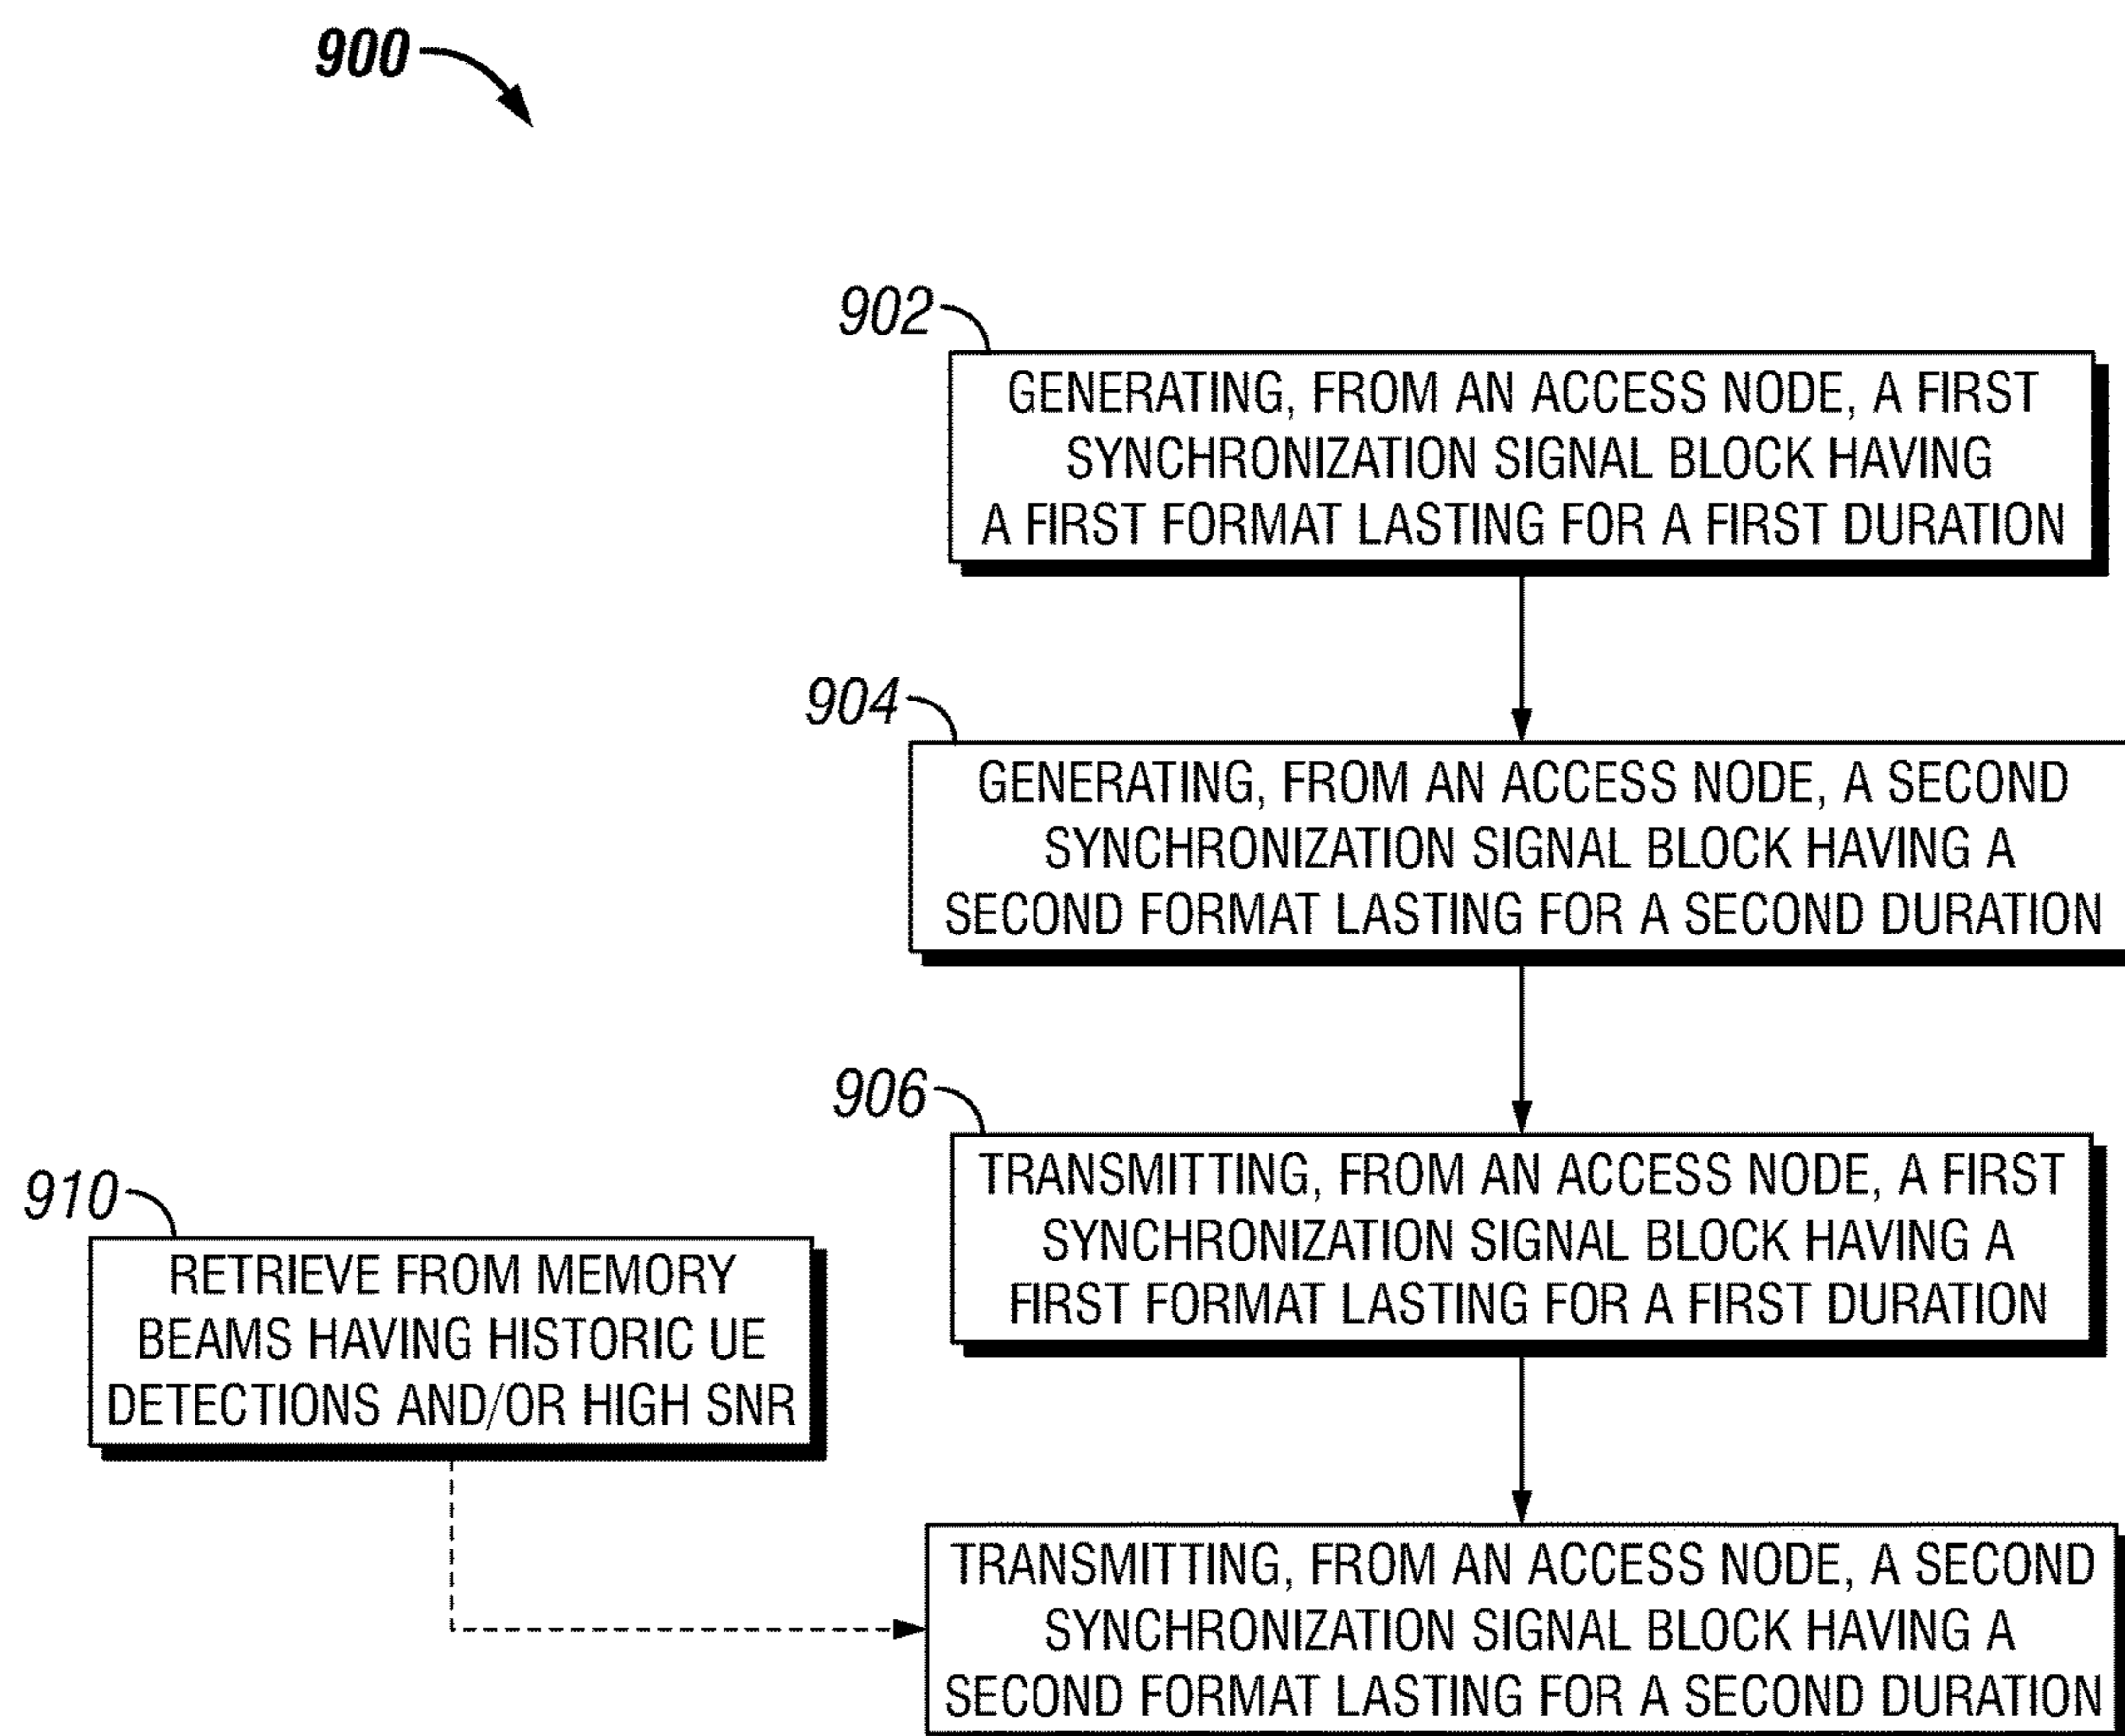 900
902
GENERATING, FROM AN ACCESS NODE, A FIRST
SYNCHRONIZATION SIGNAL BLOCK HAVING
A FIRST FORMAT LASTING FOR A FIRST DURATION
904
GENERATING, FROM AN ACCESS NODE, A SECOND
SYNCHRONIZATION SIGNAL BLOCK HAVING A
SECOND FORMAT LASTING FOR A SECOND DURATION
906
TRANSMITTING, FROM AN ACCESS NODE, A FIRST
SYNCHRONIZATION SIGNAL BLOCK HAVING A
FIRST FORMAT LASTING FOR A FIRST DURATION
910
RETRIEVE FROM MEMORY
BEAMS HAVING HISTORIC UE
DETECTIONS AND/OR HIGH SNR
TRANSMITTING, FROM AN ACCESS NODE, A SECOND
SYNCHRONIZATION SIGNAL BLOCK HAVING A
SECOND FORMAT LASTING FOR A SECOND DURATION